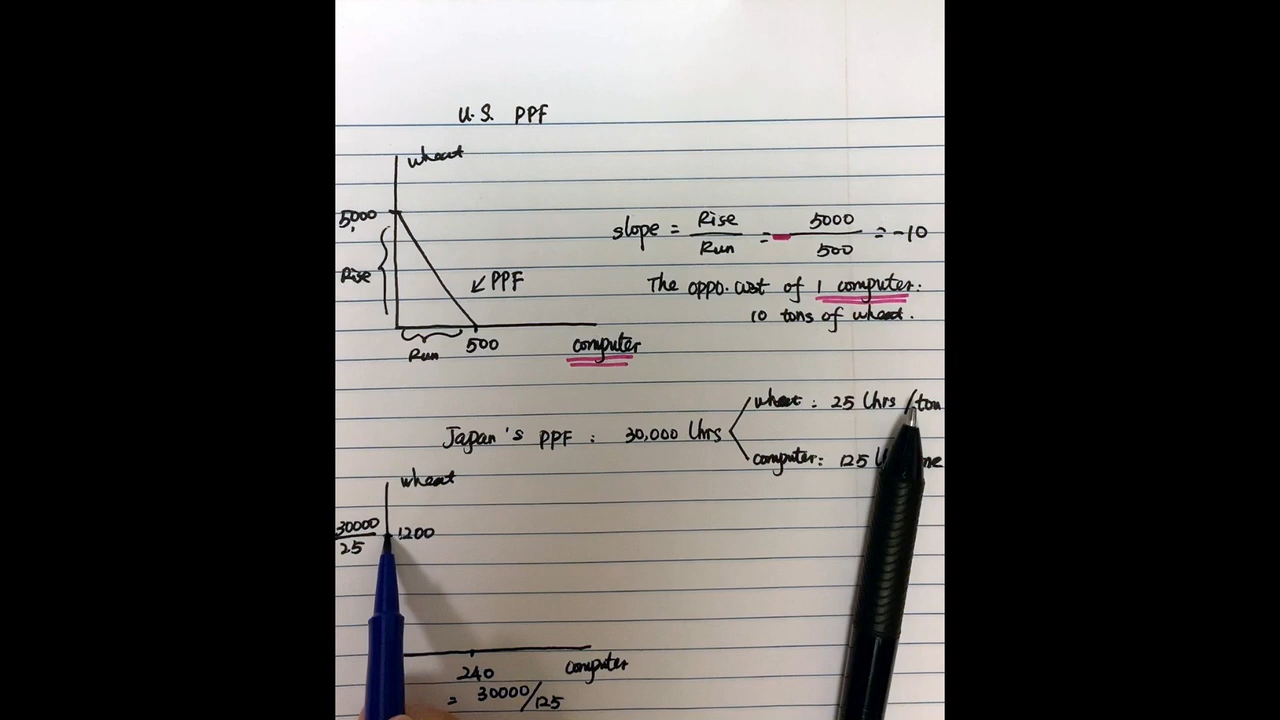 U.S. PPF
wheat
5,000
Rise
PPF
Run
500
computer
slope = Rise/Run = - 5000/500 = -10
The oppo. cost of 1 computer.
10 tons of wheat.
Japan's PPF : 30,000 Lhrs
wheat : 25 Lhrs / ton
computer : 125 L
wheat
30000/25
1200
240
computer
= 30000/125